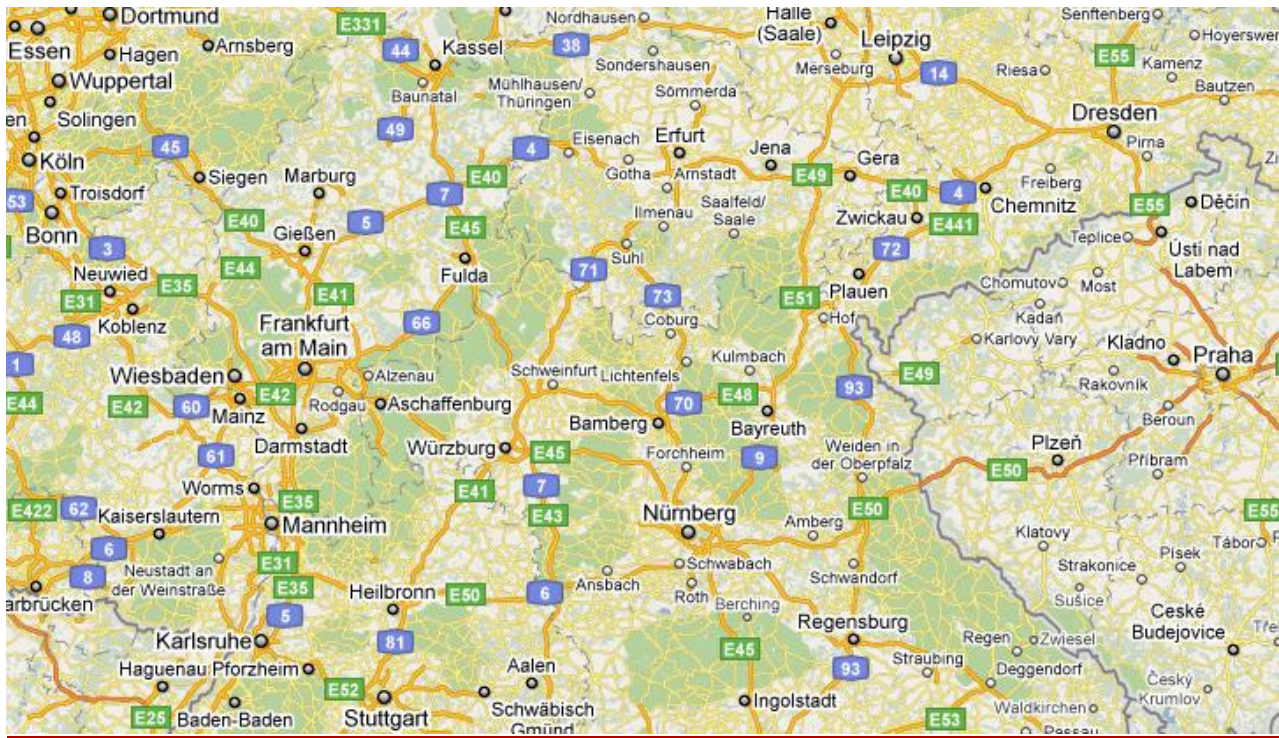 Dortmund
E331
Nordhausen
Halle
(Saale)
Senftenberg
Essen
Hagen
Arnsberg
44
Kassel
38
Sondershausen
Leipzig
Merseburg
14
Riesa
E55
Hoyerswer
Kamenz
Wuppertal
Baunatal
Mühlhausen/
Thüringen
Sömmerda
Bautzen
Solingen
49
Dresden
en
Köln
45
4
Eisenach
Erfurt
Jena
Pirna
Siegen
Marburg
E40
Gotha
Arnstadt
E49
Gera
E40
4
Freiberg
Troisdorf
53
7
Ilmenau
Saalfeld/
Saale
Zwickau
E441
Chemnitz
E55
Děčín
Bonn
E40
5
E45
Suhl
72
Teplice
Ústí nad
Labem
3
Gießen
Neuwied
E35
E44
Fulda
71
Plauen
Chomutov
Most
E31
E41
73
E51
Koblenz
Frankfurt
am Main
66
Coburg
Hof
Kadaň
48
Karlovy Vary
Kladno
Praha
1
Wiesbaden
Alzenau
Schweinfurt
Lichtenfels
Kulmbach
E49
Rakovník
E44
E42
60
Mainz
E42
Rodgau
Aschaffenburg
70
E48
93
Beroun
Darmstadt
Bamberg
Bayreuth
61
Würzburg
E45
Forchheim
9
Weiden in
der Oberpfalz
Plzeň
E50
Příbram
Worms
E41
7
E35
E422
62
Kaiserslautern
Mannheim
E43
Nürnberg
Amberg
E50
E55
6
Klatovy
Tábor
8
Neustadt an
der Weinstraße
E31
E35
Schwabach
Schwandorf
Strakonice
Písek
arbrücken
Heilbronn
E50
6
Ansbach
Roth
Berching
Sušice
5
Regensburg
České
Budejovice
Tře
Karlsruhe
81
E45
93
Regen
Zwiesel
Haguenau
Pforzheim
Aalen
Straubing
Deggendorf
Český
Krumlov
E52
E25
Baden-Baden
Stuttgart
Schwäbisch
Gmünd
Ingolstadt
E53
Waldkirchen
Passau